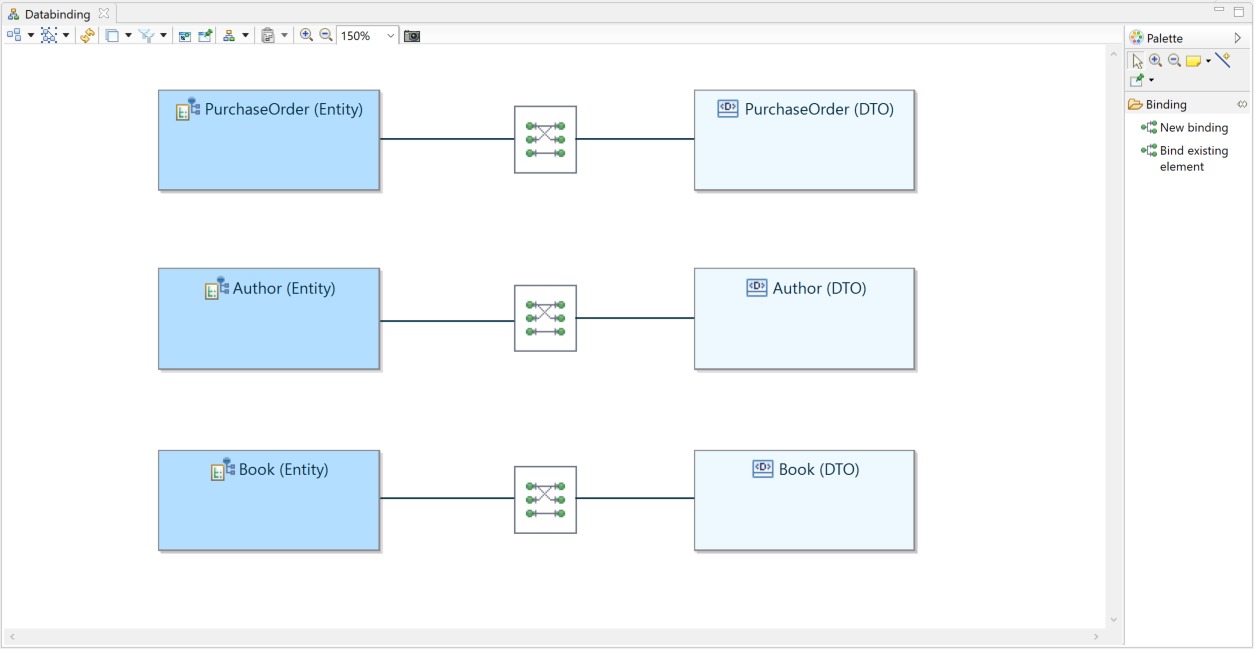 Databinding
150%
Palette
Binding
New binding
Bind existing
element
PurchaseOrder (Entity)
<D> PurchaseOrder (DTO)
Author (Entity)
<D> Author (DTO)
Book (Entity)
<D> Book (DTO)